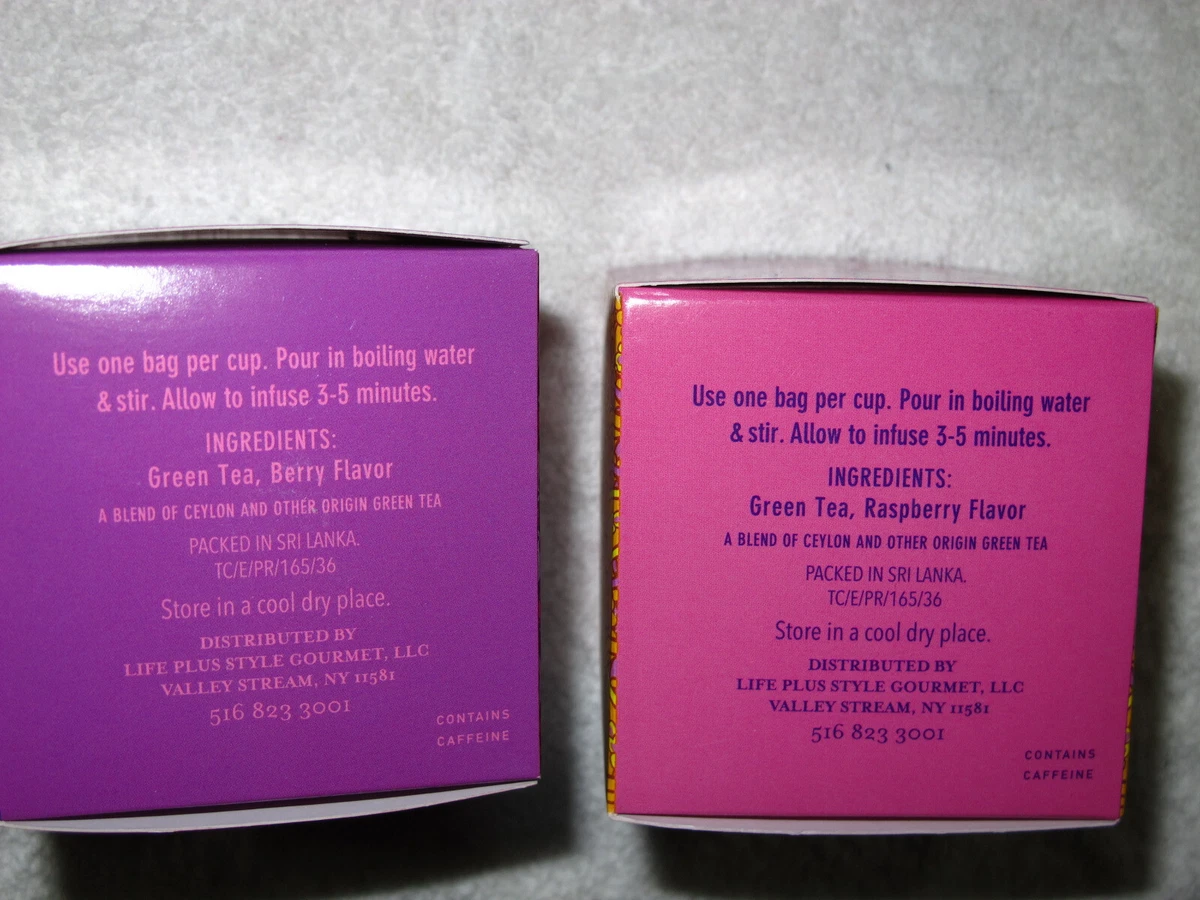 Use one bag per cup. Pour in boiling water
& stir. Allow to infuse 3-5 minutes.
INGREDIENTS:
Green Tea, Berry Flavor
A BLEND OF CEYLON AND OTHER ORIGIN GREEN TEA
PACKED IN SRI LANKA.
TC/E/PR/165/36
Store in a cool dry place.
DISTRIBUTED BY
LIFE PLUS STYLE GOURMET, LLC
VALLEY STREAM, NY 11581
516 823 3001
CONTAINS
CAFFEINE
Use one bag per cup. Pour in boiling water
& stir. Allow to infuse 3-5 minutes.
INGREDIENTS:
Green Tea, Raspberry Flavor
A BLEND OF CEYLON AND OTHER ORIGIN GREEN TEA
PACKED IN SRI LANKA.
TC/E/PR/165/36
Store in a cool dry place.
DISTRIBUTED BY
LIFE PLUS STYLE GOURMET, LLC
VALLEY STREAM, NY 11581
516 823 3001
CONTAINS
CAFFEINE